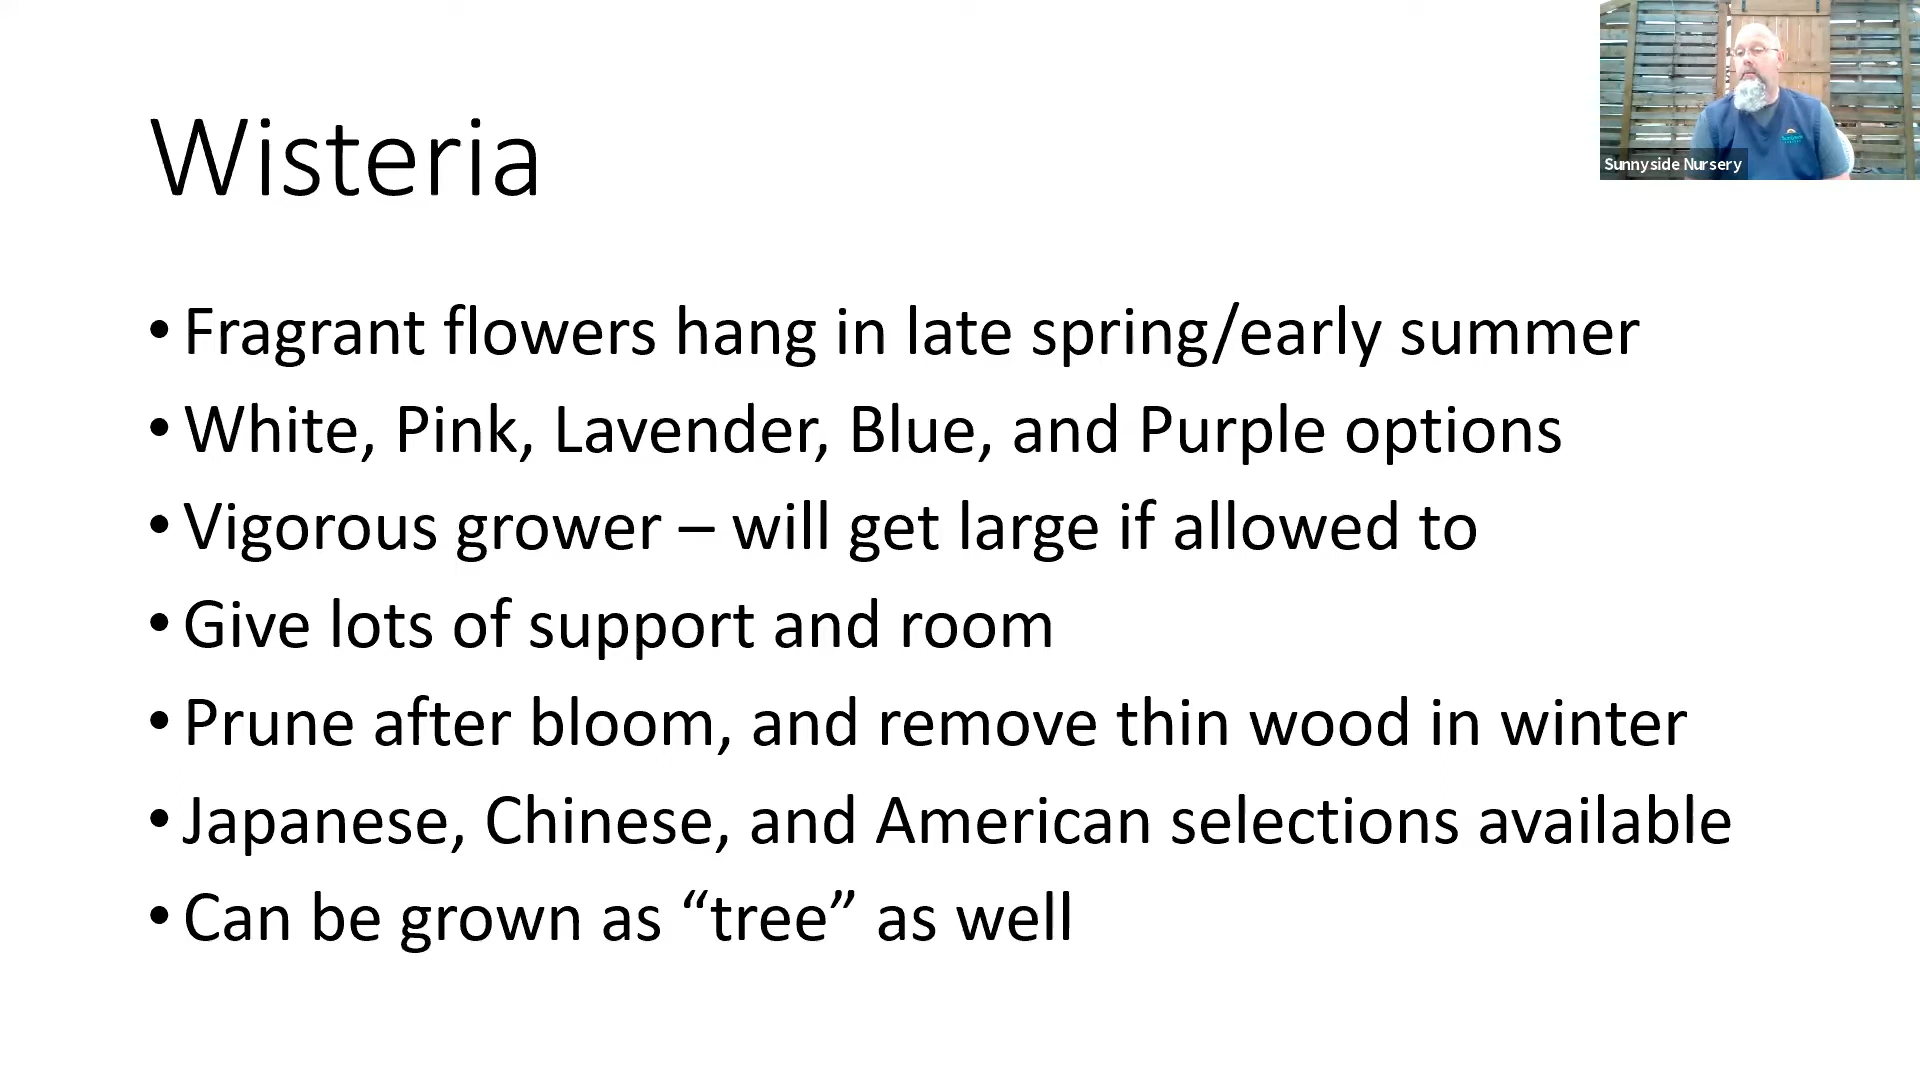 Wisteria
• Fragrant flowers hang in late spring/early summer
• White, Pink, Lavender, Blue, and Purple options
• Vigorous grower – will get large if allowed to
• Give lots of support and room
• Prune after bloom, and remove thin wood in winter
• Japanese, Chinese, and American selections available
• Can be grown as “tree” as well
Sunnyside Nursery